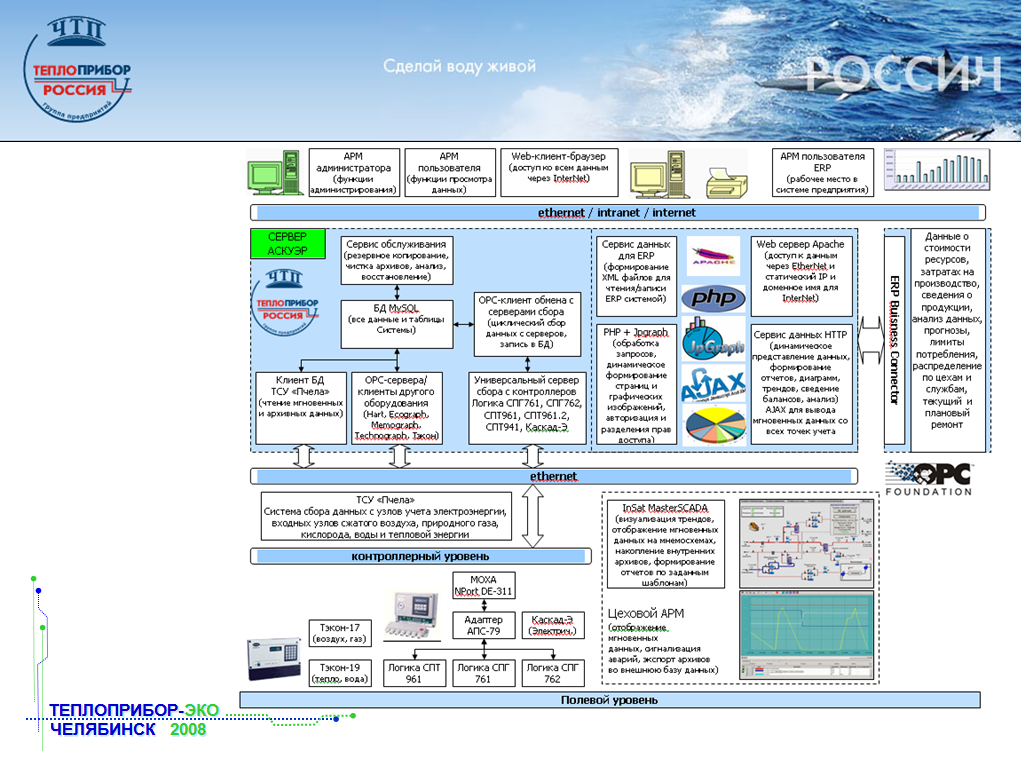 ЧТП
ТЕПЛОПРИБОР
РОССИЯ
группа предприятий
Сделай воду живой
РОССИЧ
АРМ
администратора
(функции
администрирования)
АРМ
пользователя
(функции просмотра
данных)
Web-клиент-браузер
(доступ ко всем данным
через InterNet)
АРМ пользователя
ERP
(рабочее место в
системе предприятия)
ethernet / intranet / internet
СЕРВЕР
АСКУЭР
ЧТП
ТЕПЛОПРИБОР
РОССИЯ
Сервис обслуживания
(резервное копирование,
чистка архивов, анализ,
восстановление)
БД MySQL
(все данные и таблицы
Системы)
OPC-клиент обмена с
серверами сбора
(циклический сбор
данных с серверов,
запись в БД)
Клиент БД
ТСУ «Пчела»
(чтение мгновенных
и архивных данных)
OPC-сервера/
клиенты другого
оборудования
(Hart, Ecograph,
Memograph,
Technograph, Тэкон)
Универсальный сервер
сбора с контроллеров
Логика СПГ761, СПГ762,
СПТ961, СПТ961.2,
СПТ941, Каскад-Э
Сервис данных
для ERP
(формирование
XML файлов для
чтения/записи
ERP системой)
PHP + Jpgraph
(обработка
запросов,
динамическое
формирование
страниц и
графических
изображений,
авторизация и
разделения прав
доступа)
APACHE
php
JpGraph
AJAX
Web сервер Apache
(доступ к данным
через EtherNet и
статический IP и
доменное имя для
InterNet)
Сервис данных HTTP
(динамическое
представление данных,
формирование
отчетов, диаграмм,
трендов, сведение
балансов, анализ)
AJAX для вывода
мгновенных данных со
всех точек учета
ERP Buisness Connector
Данные о
стоимости
ресурсов,
затратах на
производство,
сведения о
продукции,
анализ данных,
прогнозы,
лимиты
потребления,
распределение
по цехам и
службам,
текущий и
плановый
ремонт
ethernet
OPC
FOUNDATION
ТСУ «Пчела»
Система сбора данных с узлов учета электроэнергии,
входных узлов сжатого воздуха, природного газа,
кислорода, воды и тепловой энергии
контроллерный уровень
InSat MasterSCADA
(визуализация трендов,
отображение мгновенных
данных на мнемосхемах,
накопление внутренних
архивов, формирование
отчетов по заданным
шаблонам)
Цеховой АРМ
(отображение
мгновенных
данных, сигнализация
аварий, экспорт архивов
во внешнюю базу данных)
MOXA
NPort DE-311
Адаптер
АПС-79
Каскад-Э
(Электрич.)
Тэкон-17
(воздух, газ)
Тэкон-19
(тепло, вода)
Логика СПТ
961
Логика СПГ
761
Логика СПГ
762
Полевой уровень
ТЕПЛОПРИБОР-ЭКО
ЧЕЛЯБИНСК 2008